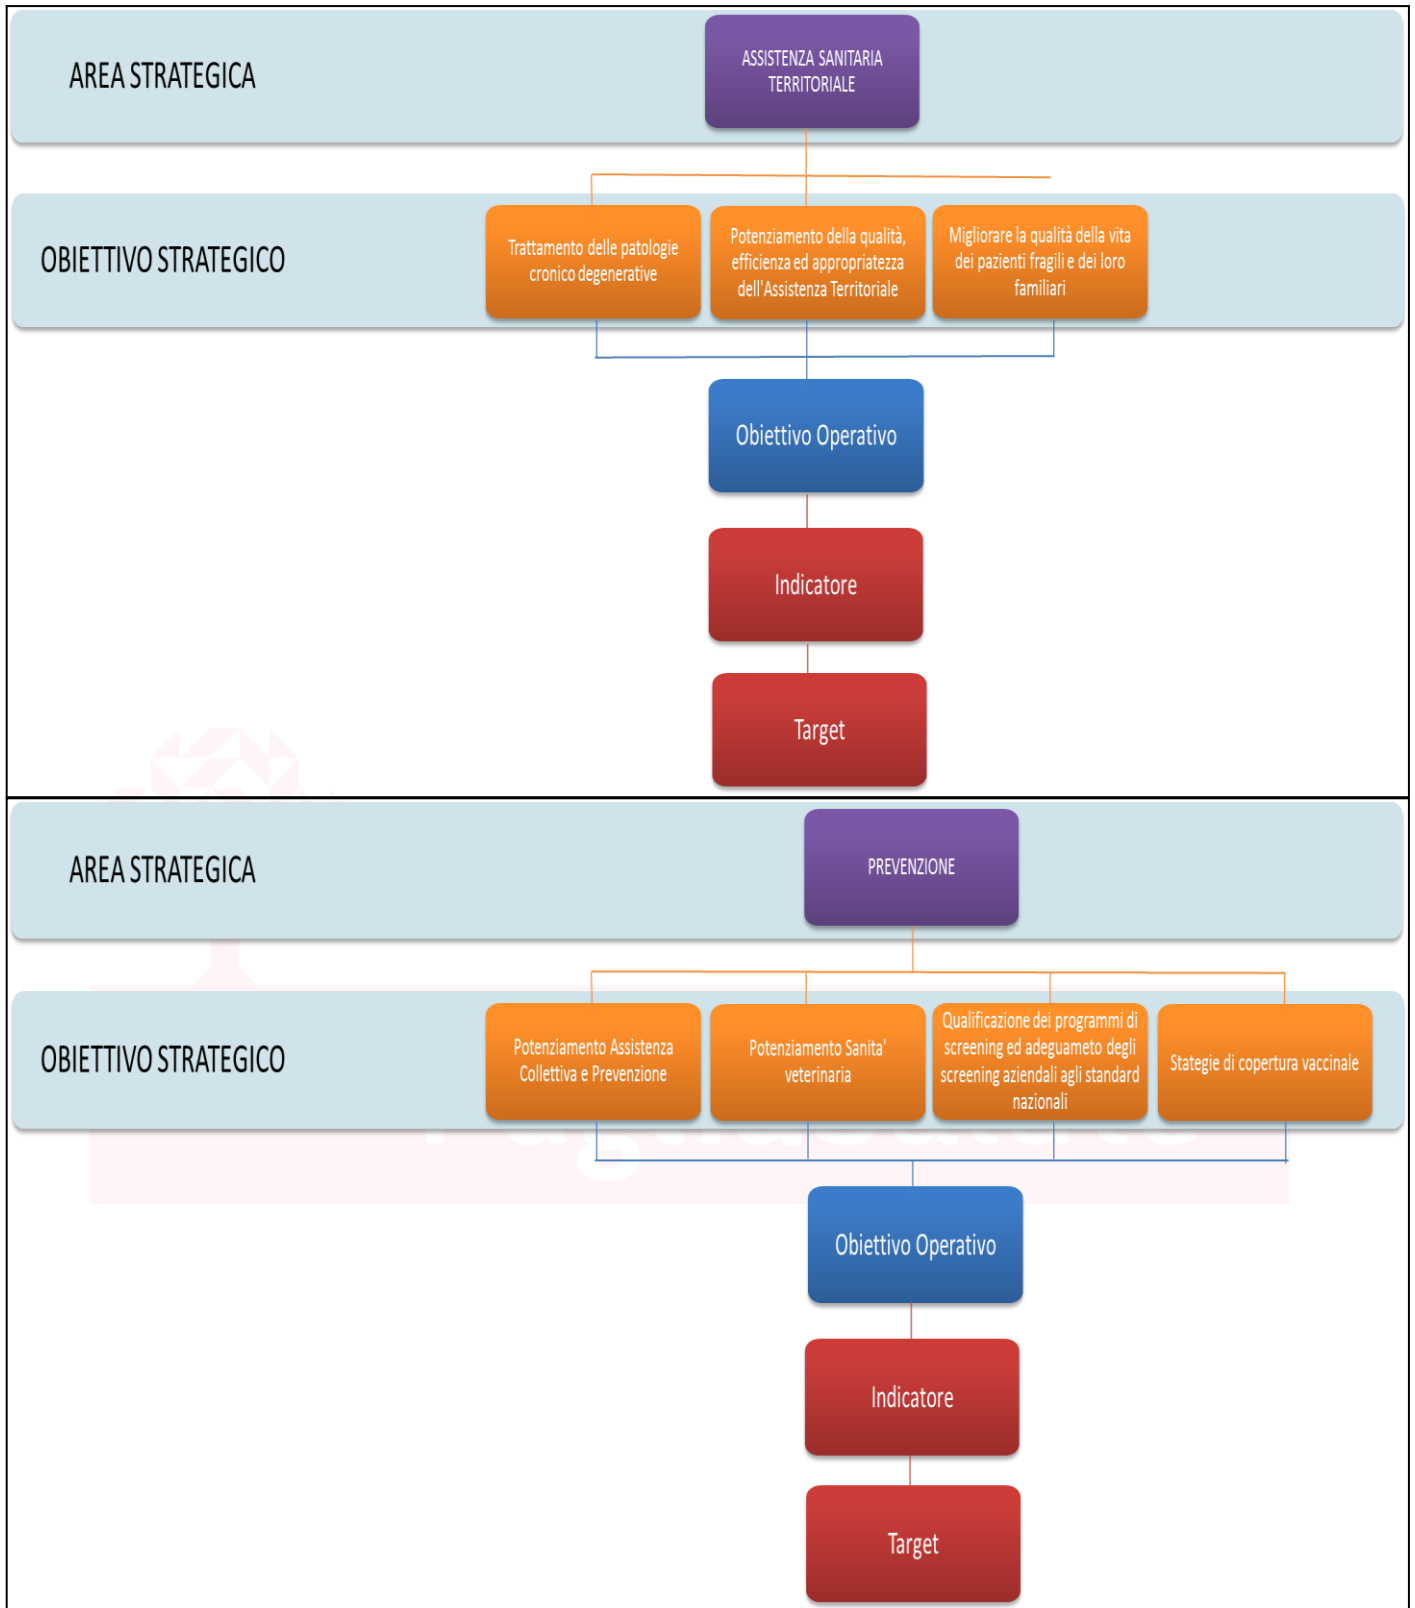 AREA STRATEGICA
ASSISTENZA SANITARIA
TERRITORIALE
OBIETTIVO STRATEGICO
Trattamento delle patologie
cronico degenerative
Potenziamento della qualità,
efficienza ed appropriatezza
dell'Assistenza Territoriale
Migliorare la qualità della vita
dei pazienti fragili e dei loro
familiari
Obiettivo Operativo
Indicatore
Target
AREA STRATEGICA
PREVENZIONE
OBIETTIVO STRATEGICO
Potenziamento Assistenza
Collettiva e Prevenzione
Potenziamento Sanita'
veterinaria
Qualificazione dei programmi di
screening ed adeguameto degli
screening aziendali agli standard
nazionali
Stategie di copertura vaccinale
Obiettivo Operativo
Indicatore
Target